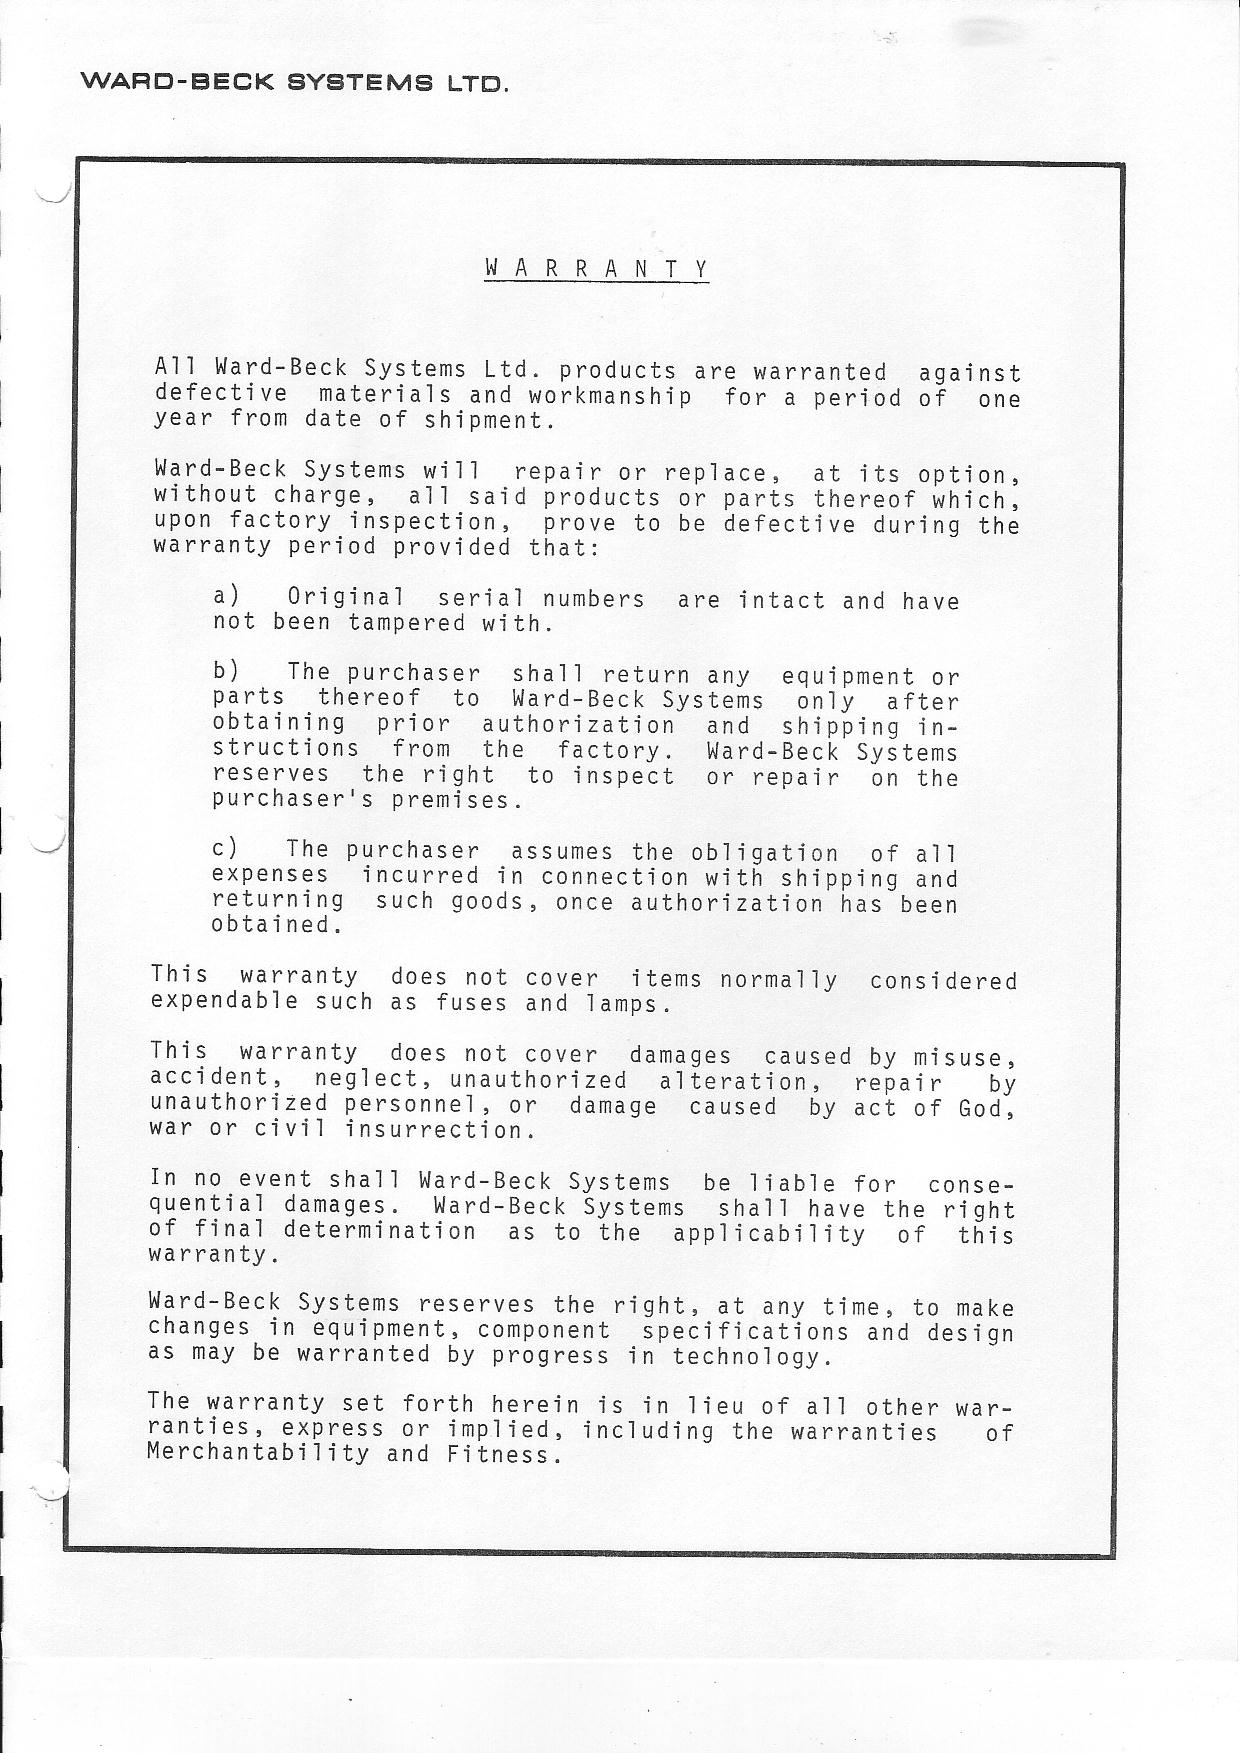 WARD-BECK SYSTEMS LTD.
WARRANTY
All Ward-Beck Systems Ltd. products are warranted against
defective materials and workmanship for a period of one
year from date of shipment.
Ward-Beck Systems will repair or replace, at its option,
without charge, all said products or parts thereof which,
upon factory inspection, prove to be defective during the
warranty period provided that:
a) Original serial numbers are intact and have
not been tampered with.
b) The purchaser shall return any equipment or
parts thereof to Ward-Beck Systems only after
obtaining prior authorization and shipping in-
structions from the factory. Ward-Beck Systems
reserves the right to inspect or repair on the
purchaser's premises.
c) The purchaser assumes the obligation of all
expenses incurred in connection with shipping and
returning such goods, once authorization has been
obtained.
This warranty does not cover items normally considered
expendable such as fuses and lamps.
This warranty does not cover damages caused by misuse,
accident, neglect, unauthorized alteration, repair by
unauthorized personnel, or damage caused by act of God,
war or civil insurrection.
In no event shall Ward-Beck Systems be liable for conse-
quential damages. Ward-Beck Systems shall have the right
of final determination as to the applicability of this
warranty.
Ward-Beck Systems reserves the right, at any time, to make
changes in equipment, component specifications and design
as may be warranted by progress in technology.
The warranty set forth herein is in lieu of all other war-
ranties, express or implied, including the warranties of
Merchantability and Fitness.